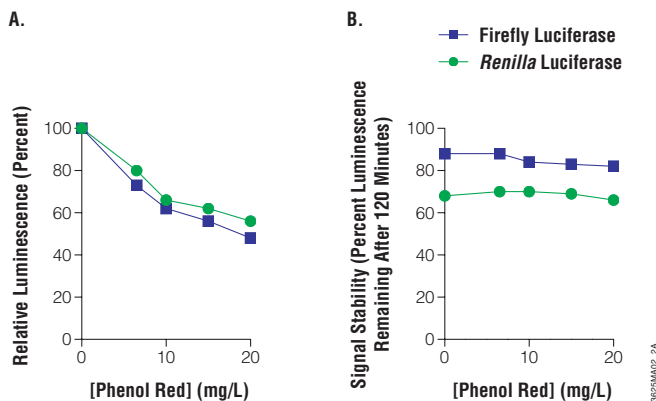 A.
Relative Luminescence (Percent)
100
80
60
40
20
0
0 10 20
[Phenol Red] (mg/L)
B.
Firefly Luciferase
Renilla Luciferase
Signal Stability (Percent Luminescence
Remaining After 120 Minutes)
100
80
60
40
20
0
0 10 20
[Phenol Red] (mg/L)